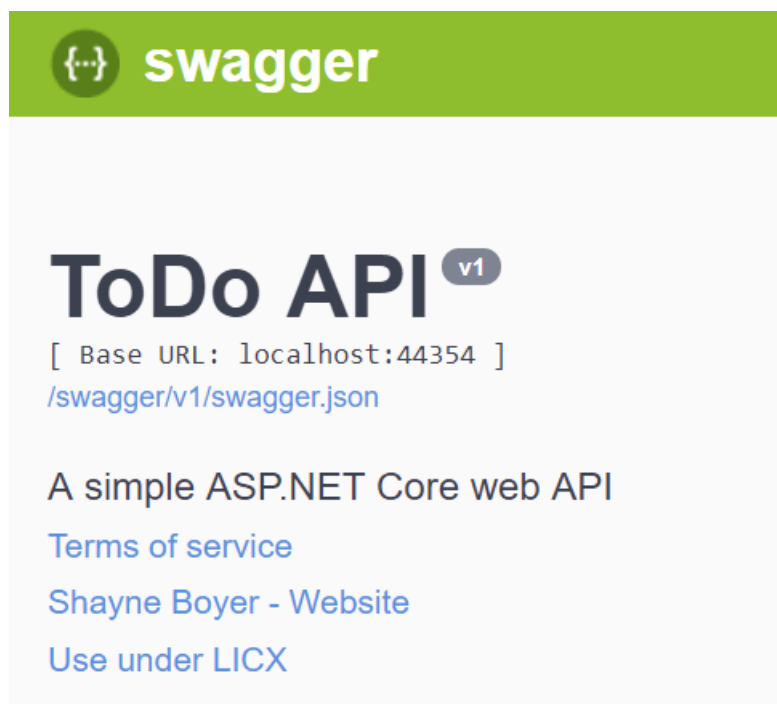 {···} swagger
ToDo API v1
[ Base URL: localhost:44354 ]
/swagger/v1/swagger.json
A simple ASP.NET Core web API
Terms of service
Shayne Boyer - Website
Use under LICX